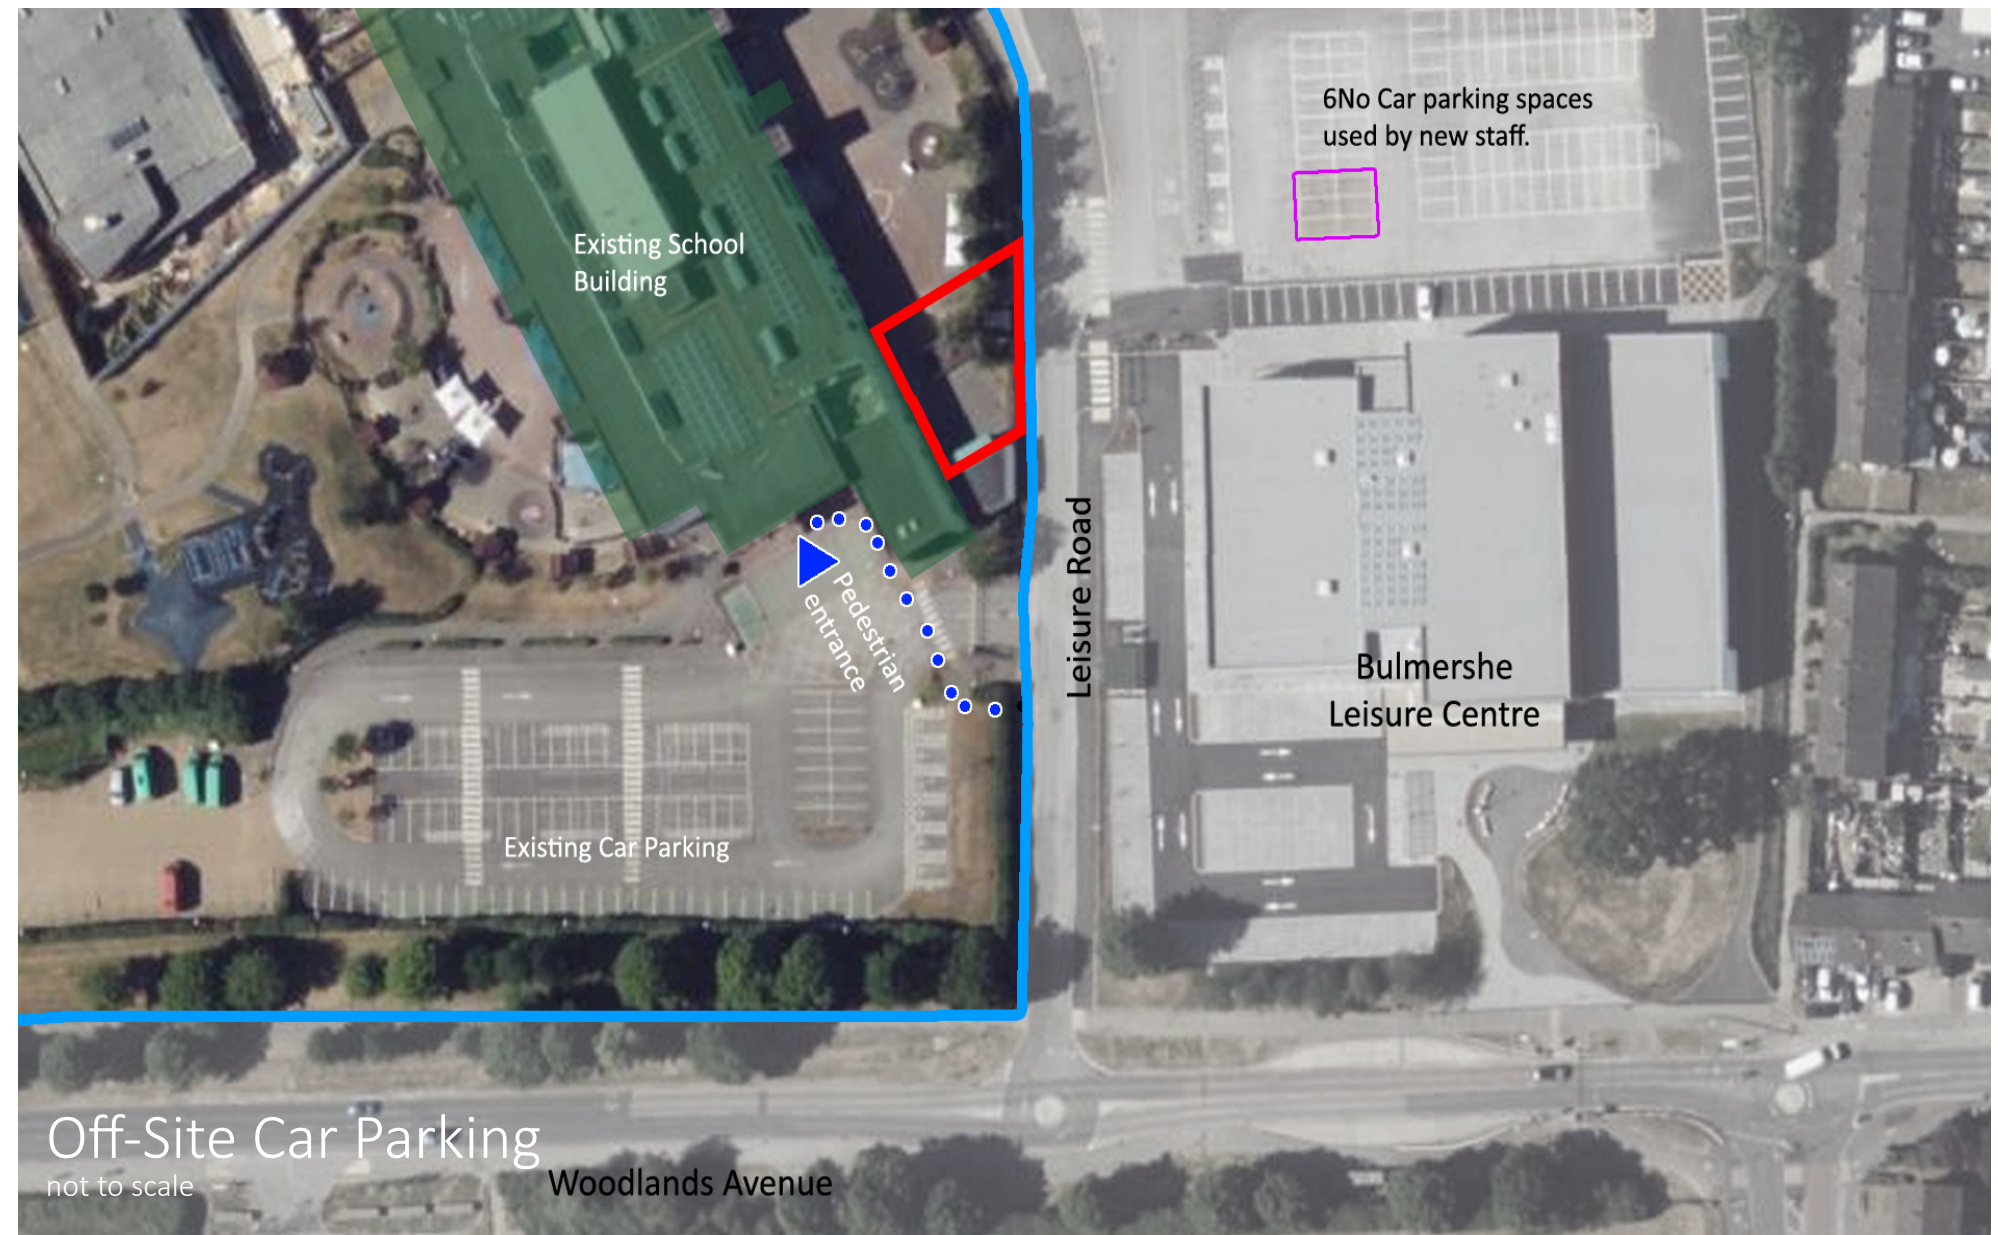 6No Car parking spaces
used by new staff.
Existing School
Building
Pedestrian
entrance
Leisure Road
Bulmershe
Leisure Centre
Existing Car Parking
Off-Site Car Parking
not to scale
Woodlands Avenue